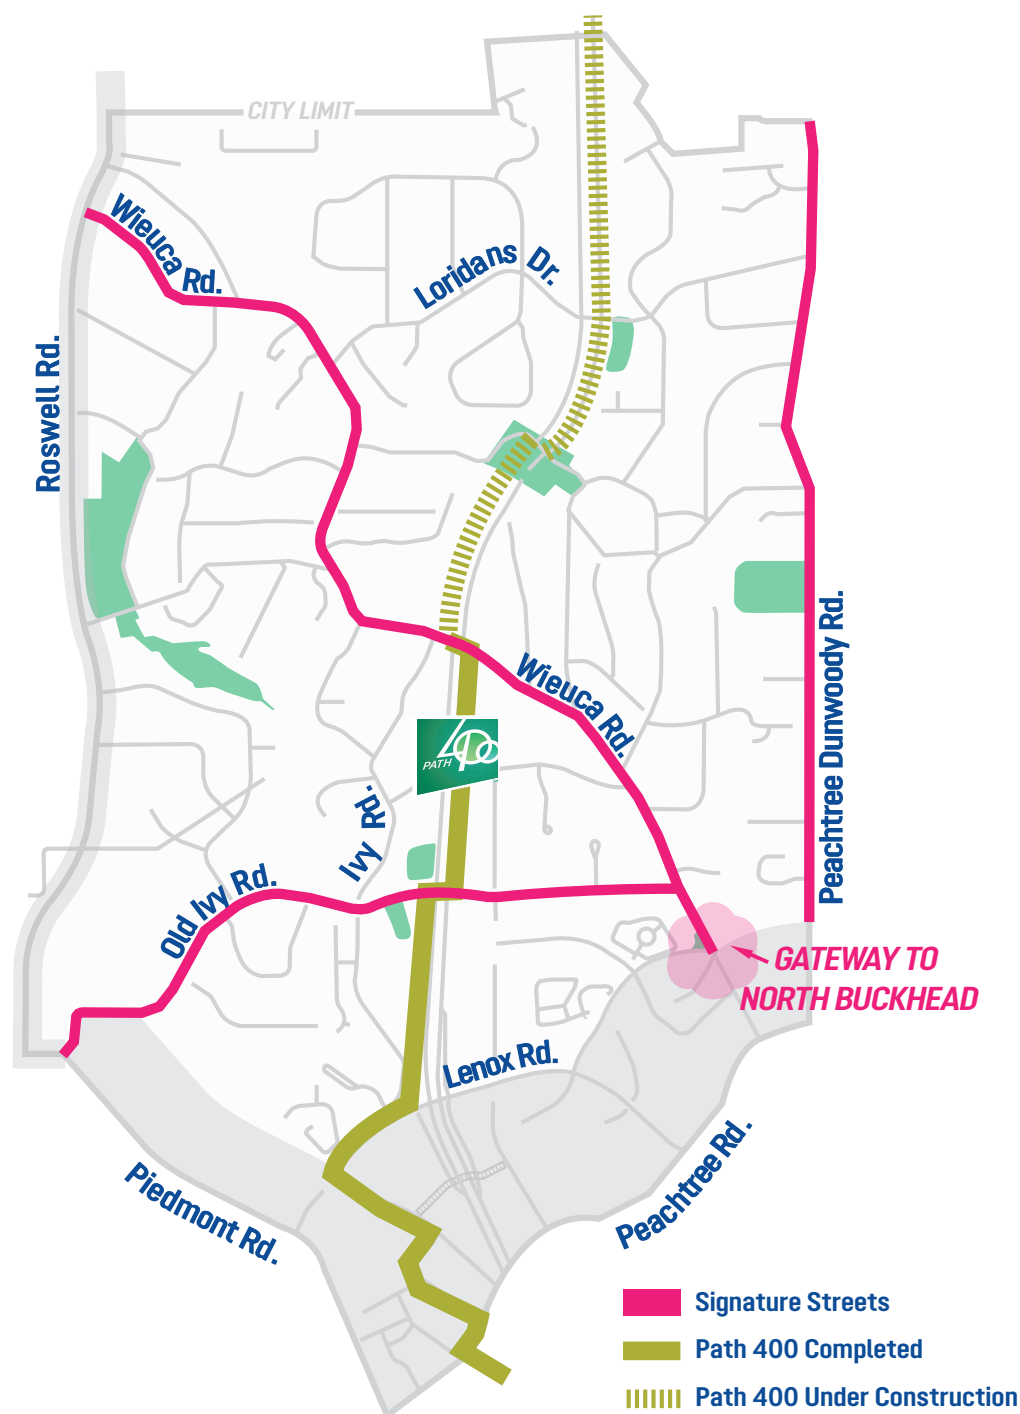 CITY LIMIT
Wieuca Rd.
Loridans Dr.
Roswell Rd.
Wieuca Rd.
Peachtree Dunwoody Rd.
PATH 400
Ivy Rd.
Old Ivy Rd.
GATEWAY TO
NORTH BUCKHEAD
Lenox Rd.
Piedmont Rd.
Peachtree Rd.
Signature Streets
Path 400 Completed
Path 400 Under Construction